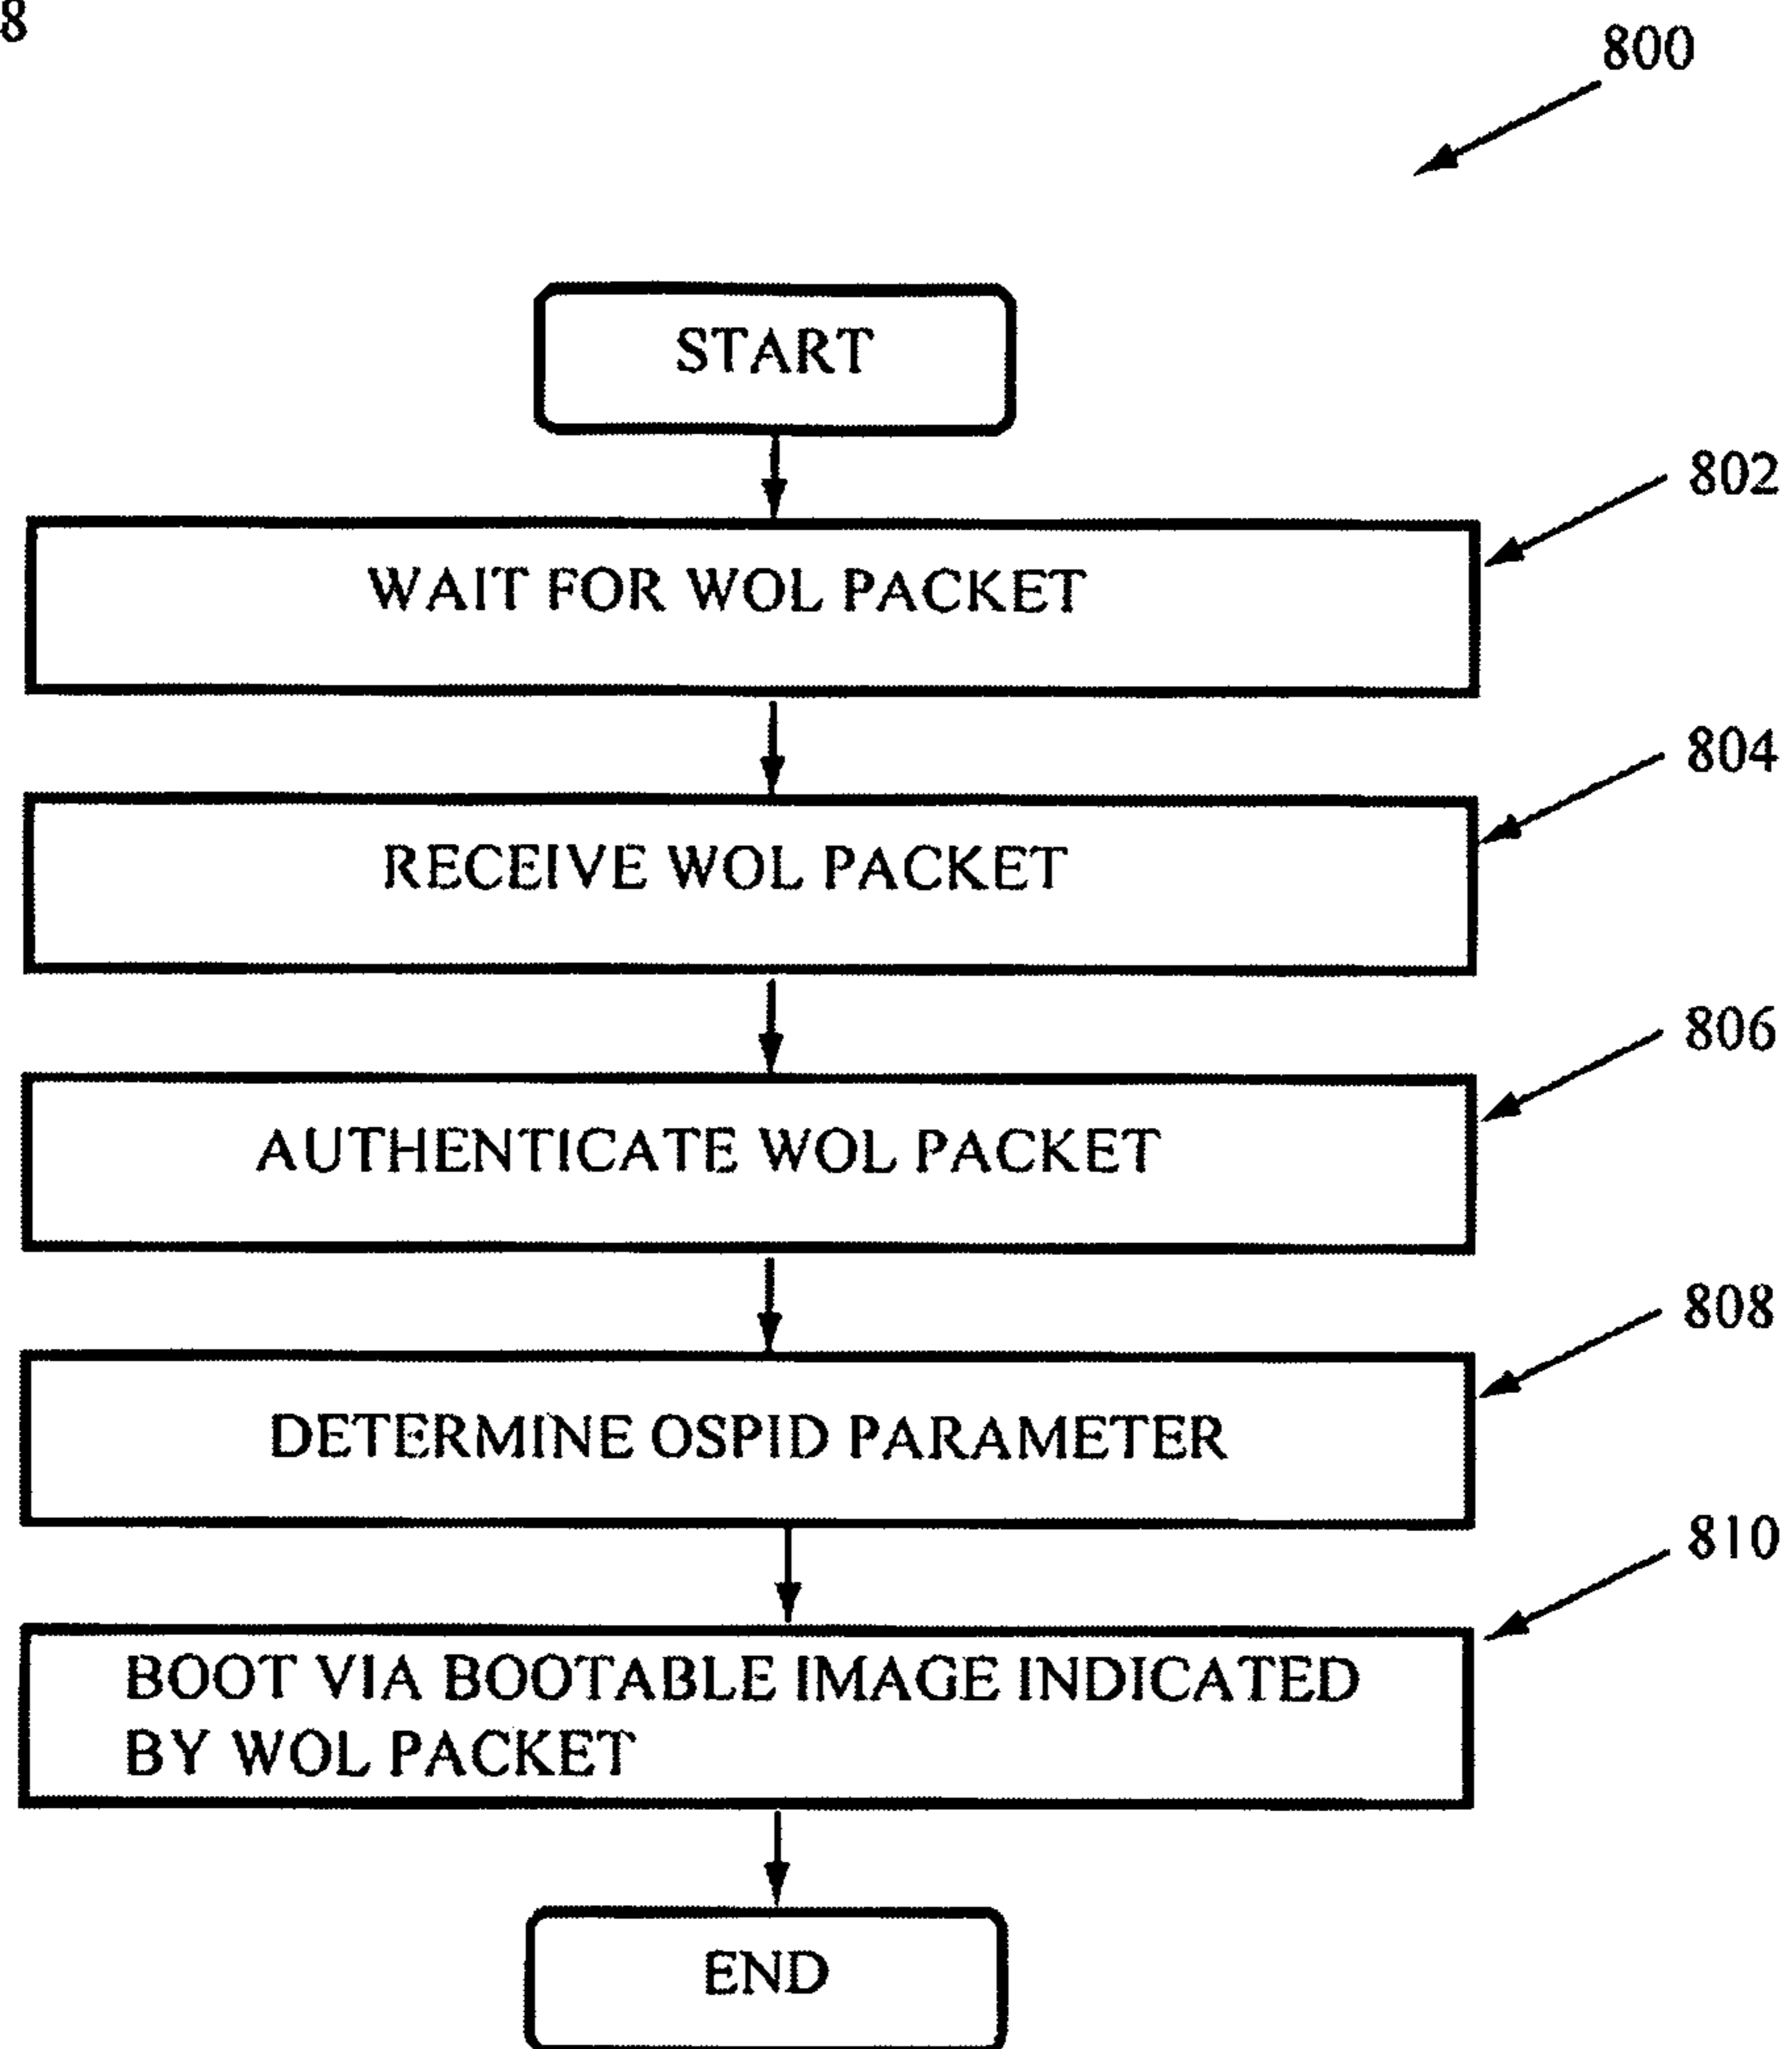 8
800
START
802
WAIT FOR WOL PACKET
804
RECEIVE WOL PACKET
806
AUTHENTICATE WOL PACKET
808
DETERMINE OSPID PARAMETER
810
BOOT VIA BOOTABLE IMAGE INDICATED
BY WOL PACKET
END